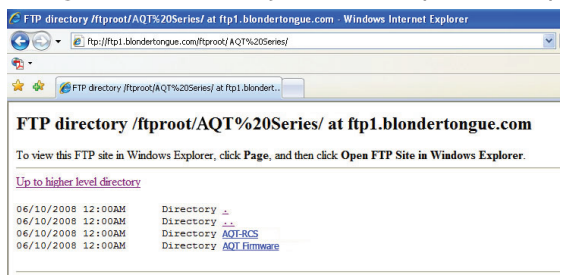 FTP directory /ftproot/AQT%20Series/ at ftp1.blondertongue.com - Windows Internet Explorer
ftp://ftp1.blondertongue.com/ftproot/AQT%20Series/
FTP directory /ftproot/AQT%20Series/ at ftp1.blondert...
FTP directory /ftproot/AQT%20Series/ at ftp1.blondertongue.com
To view this FTP site in Windows Explorer, click Page, and then click Open FTP Site in Windows Explorer.
Up to higher level directory
06/10/2008 12:00AM Directory .
06/10/2008 12:00AM Directory ..
06/10/2008 12:00AM Directory AQT-RCS
06/10/2008 12:00AM Directory AQT Firmware